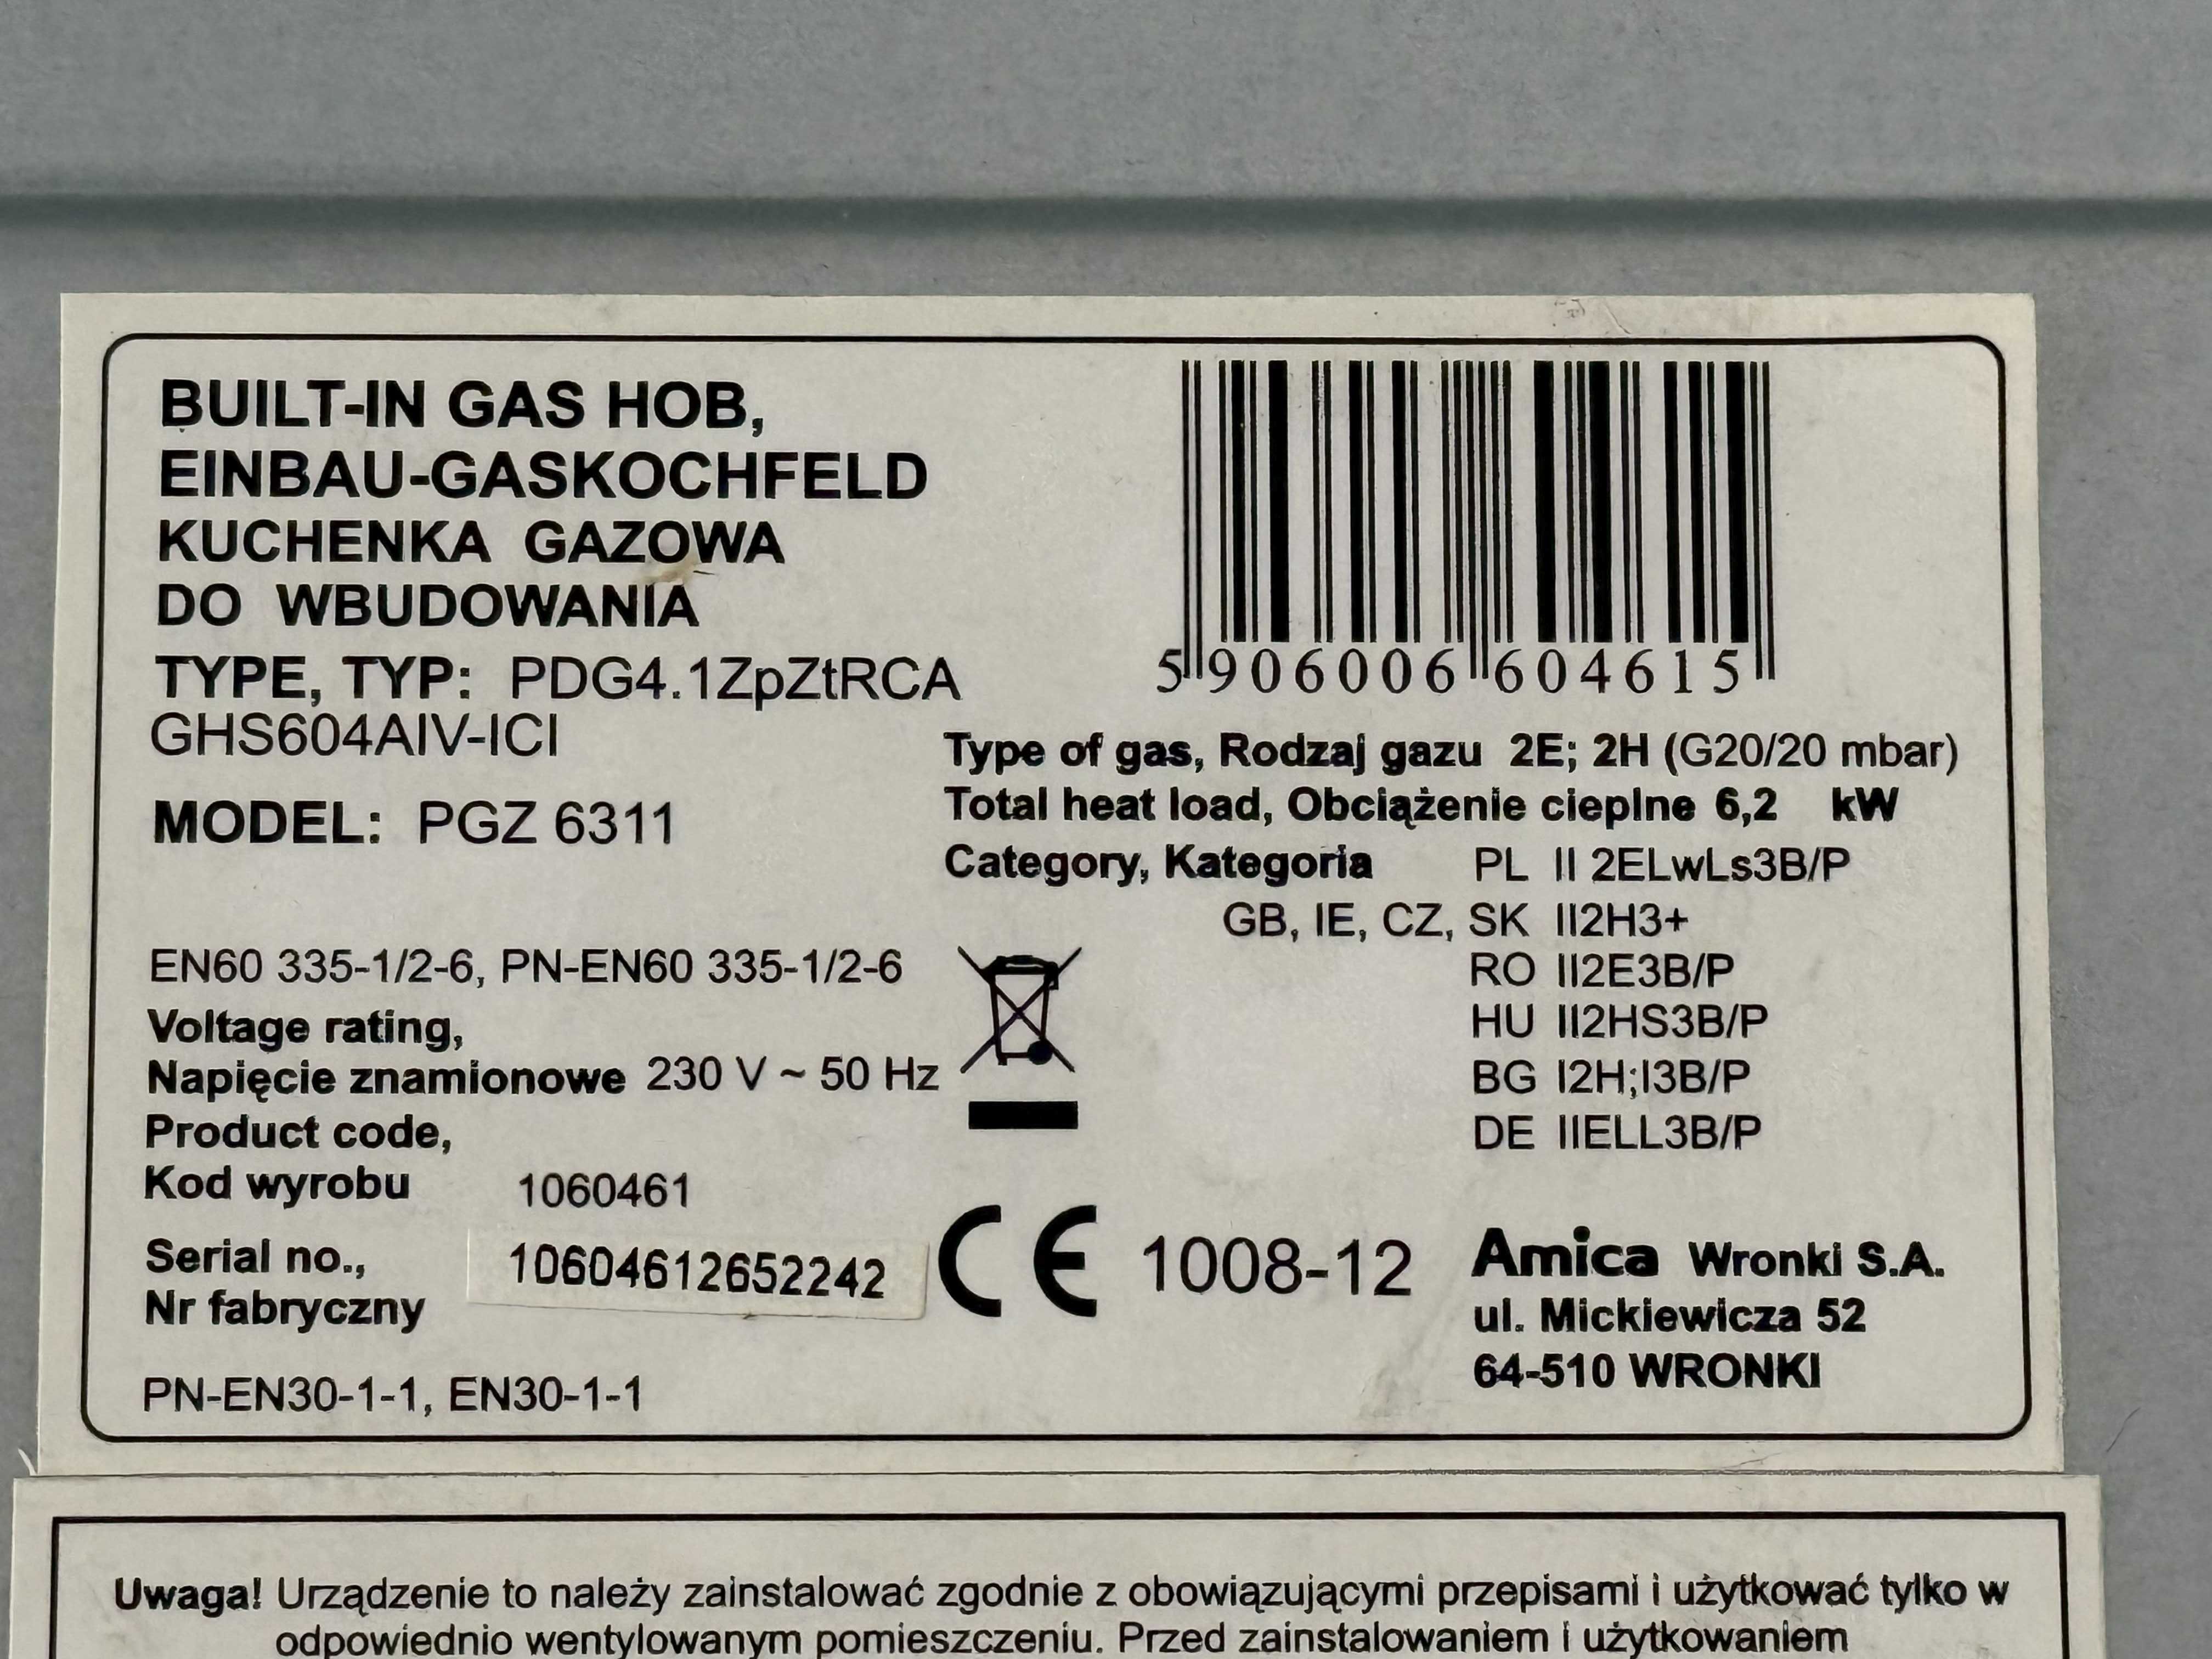 BUILT-IN GAS HOB,
EINBAU-GASKOCHFELD
KUCHENKA GAZOWA
DO WBUDOWANIA
TYPE, TYP: PDG4.1ZpZtRCA
GHS604AIV-ICI
MODEL: PGZ 6311
5 906006 604615
Type of gas, Rodzaj gazu 2E; 2H (G20/20 mbar)
Total heat load, Obciążenie cieplne 6,2 kW
Category, Kategoria PL II 2ELwLs3B/P
GB, IE, CZ, SK II2H3+
RO II2E3B/P
HU II2HS3B/P
BG I2H;I3B/P
DE IIELL3B/P
EN60 335-1/2-6, PN-EN60 335-1/2-6
Voltage rating,
Napięcie znamionowe 230 V ~ 50 Hz
Product code,
Kod wyrobu 1060461
Serial no.,
Nr fabryczny 10604612652242
PN-EN30-1-1, EN30-1-1
CE 1008-12
Amica Wronki S.A.
ul. Mickiewicza 52
64-510 WRONKI
Uwaga! Urządzenie to należy zainstalować zgodnie z obowiązującymi przepisami i użytkować tylko w
odpowiednio wentylowanym pomieszczeniu. Przed zainstalowaniem i użytkowaniem